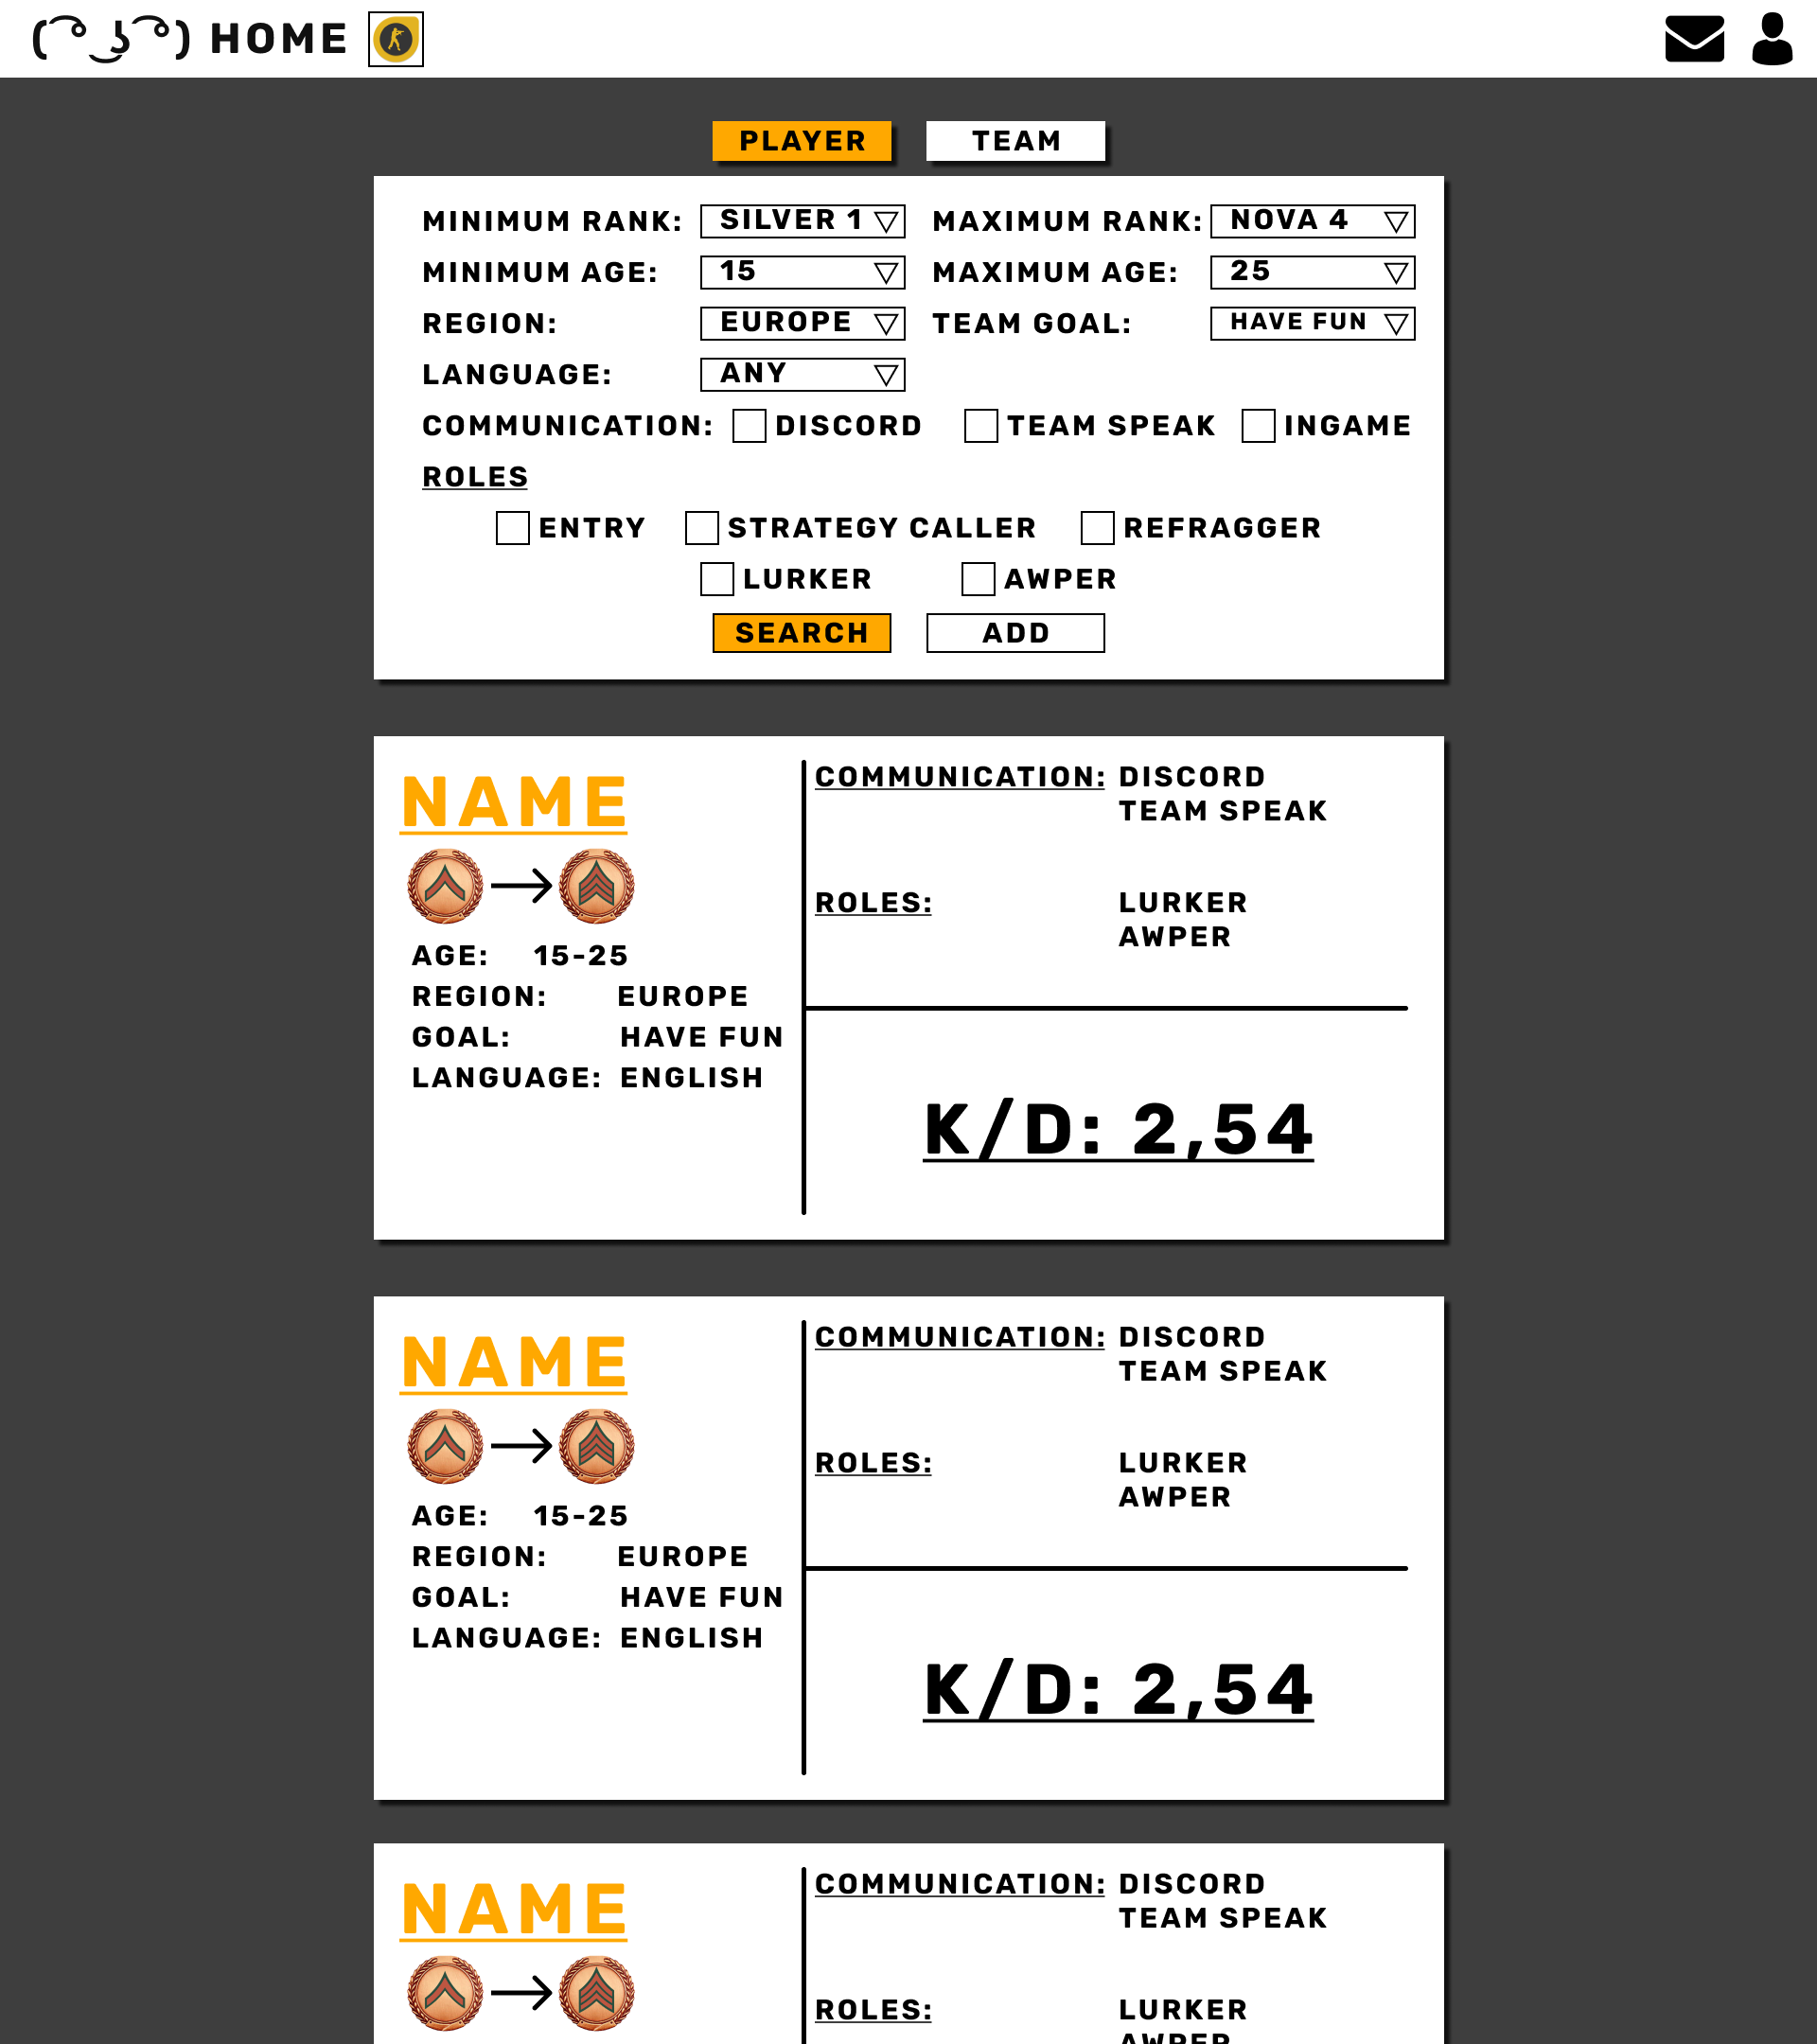 ( ͡° ͜ʖ ͡°) HOME
PLAYER TEAM
MINIMUM RANK: SILVER 1 MAXIMUM RANK: NOVA 4
MINIMUM AGE: 15 MAXIMUM AGE: 25
REGION: EUROPE TEAM GOAL: HAVE FUN
LANGUAGE: ANY
COMMUNICATION: DISCORD TEAM SPEAK INGAME
ROLES
ENTRY STRATEGY CALLER REFRAGGER
LURKER AWPER
SEARCH ADD
NAME
AGE: 15-25
REGION: EUROPE
GOAL: HAVE FUN
LANGUAGE: ENGLISH
COMMUNICATION: DISCORD
TEAM SPEAK
ROLES: LURKER
AWPER
K/D: 2,54
NAME
AGE: 15-25
REGION: EUROPE
GOAL: HAVE FUN
LANGUAGE: ENGLISH
COMMUNICATION: DISCORD
TEAM SPEAK
ROLES: LURKER
AWPER
K/D: 2,54
NAME
COMMUNICATION: DISCORD
TEAM SPEAK
ROLES: LURKER
AWPER